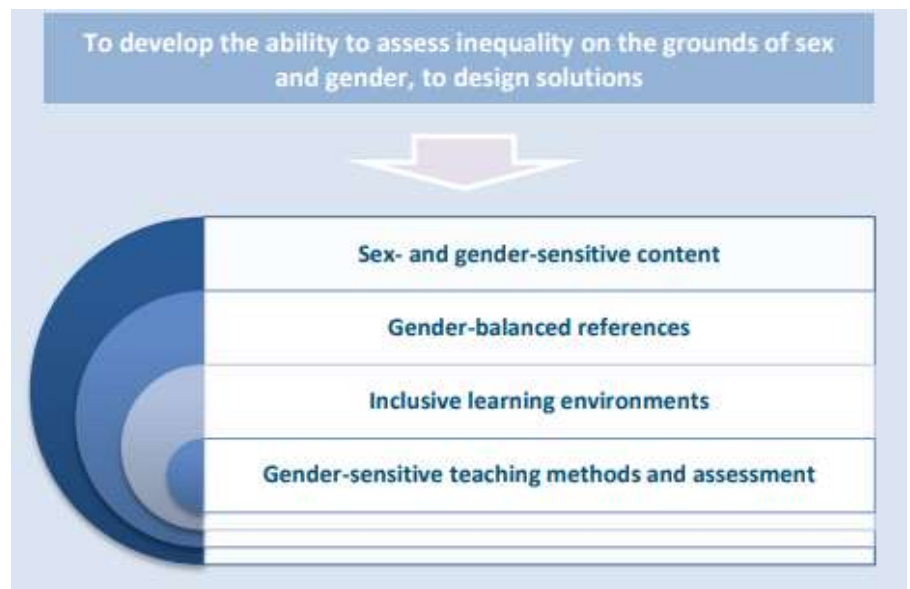 To develop the ability to assess inequality on the grounds of sex
and gender, to design solutions
Sex- and gender-sensitive content
Gender-balanced references
Inclusive learning environments
Gender-sensitive teaching methods and assessment